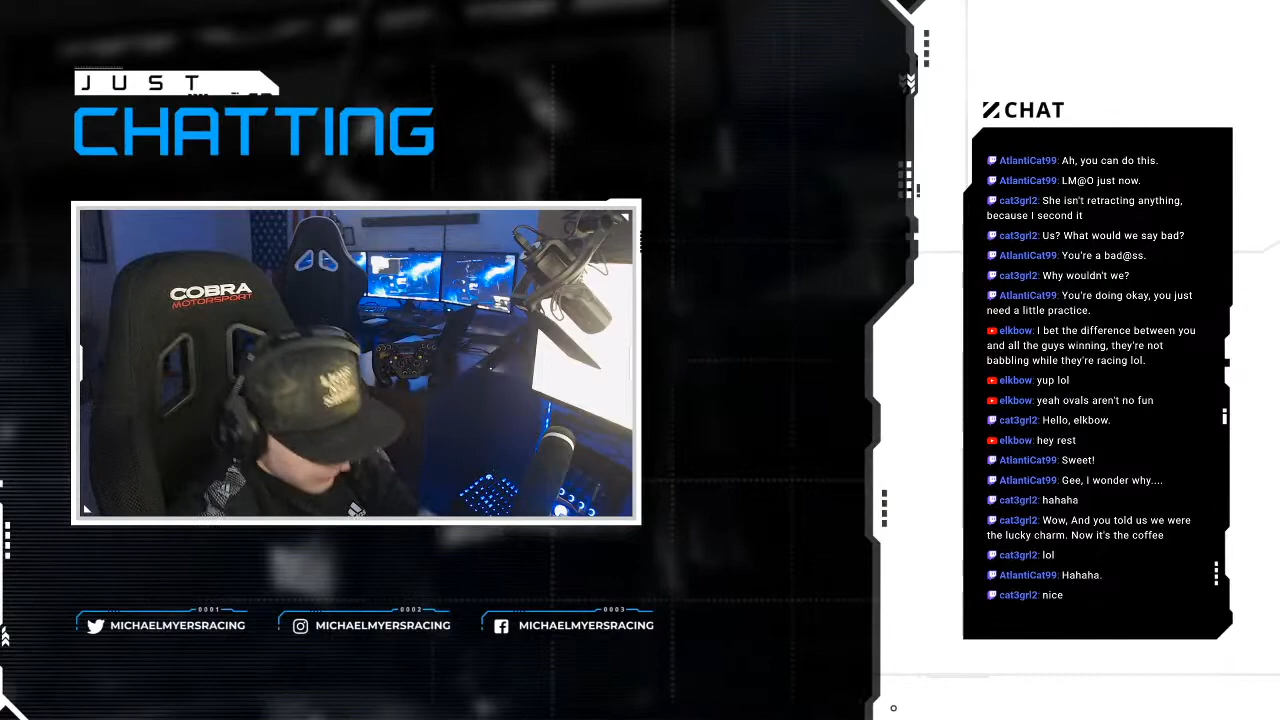 JUST
CHATTING
COBRA
MOTORSPORT
0001
MICHAELMYERSRACING
0002
MICHAELMYERSRACING
0003
MICHAELMYERSRACING
CHAT
AtlantiCat99: Ah, you can do this.
AtlantiCat99: LM@O just now.
cat3grl2: She isn't retracting anything,
because I second it
cat3grl2: Us? What would we say bad?
AtlantiCat99: You're a bad@ss.
cat3grl2: Why wouldn't we?
AtlantiCat99: You're doing okay, you just
need a little practice.
elkbow: I bet the difference between you
and all the guys winning, they're not
babbling while they're racing lol.
elkbow: yup lol
elkbow: yeah ovals aren't no fun
cat3grl2: Hello, elkbow.
elkbow: hey rest
AtlantiCat99: Sweet!
AtlantiCat99: Gee, I wonder why....
cat3grl2: hahaha
cat3grl2: Wow, And you told us we were
the lucky charm. Now it's the coffee
cat3grl2: lol
AtlantiCat99: Hahaha.
cat3grl2: nice